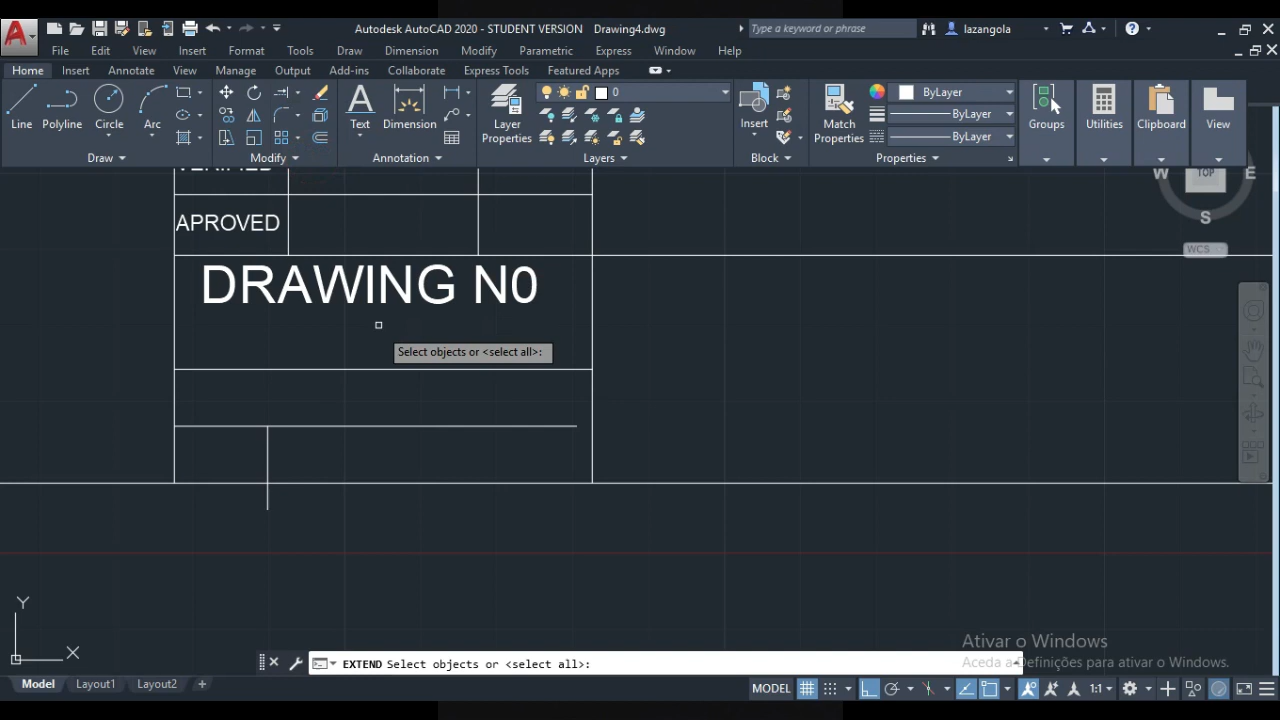 Autodesk AutoCAD 2020 - STUDENT VERSION Drawing4.dwg
Type a keyword or phrase
lazangola
File Edit View Insert Format Tools Draw Dimension Modify Parametric Express Window Help
Home Insert Annotate View Manage Output Add-ins Collaborate Express Tools Featured Apps
0
ByLayer
ByLayer
ByLayer
Line Polyline Circle Arc
Text Dimension
Layer Properties
Insert
Match Properties
Groups Utilities Clipboard View
Draw Modify Annotation Layers Block Properties
VERIFIED
W TOP E
S
WCS
APROVED
DRAWING N0
Select objects or <select all>:
Y
X
Ativar o Windows
Aceda a Definições para ativar o Windows.
EXTEND Select objects or <select all>:
Model Layout1 Layout2 +
MODEL 1:1